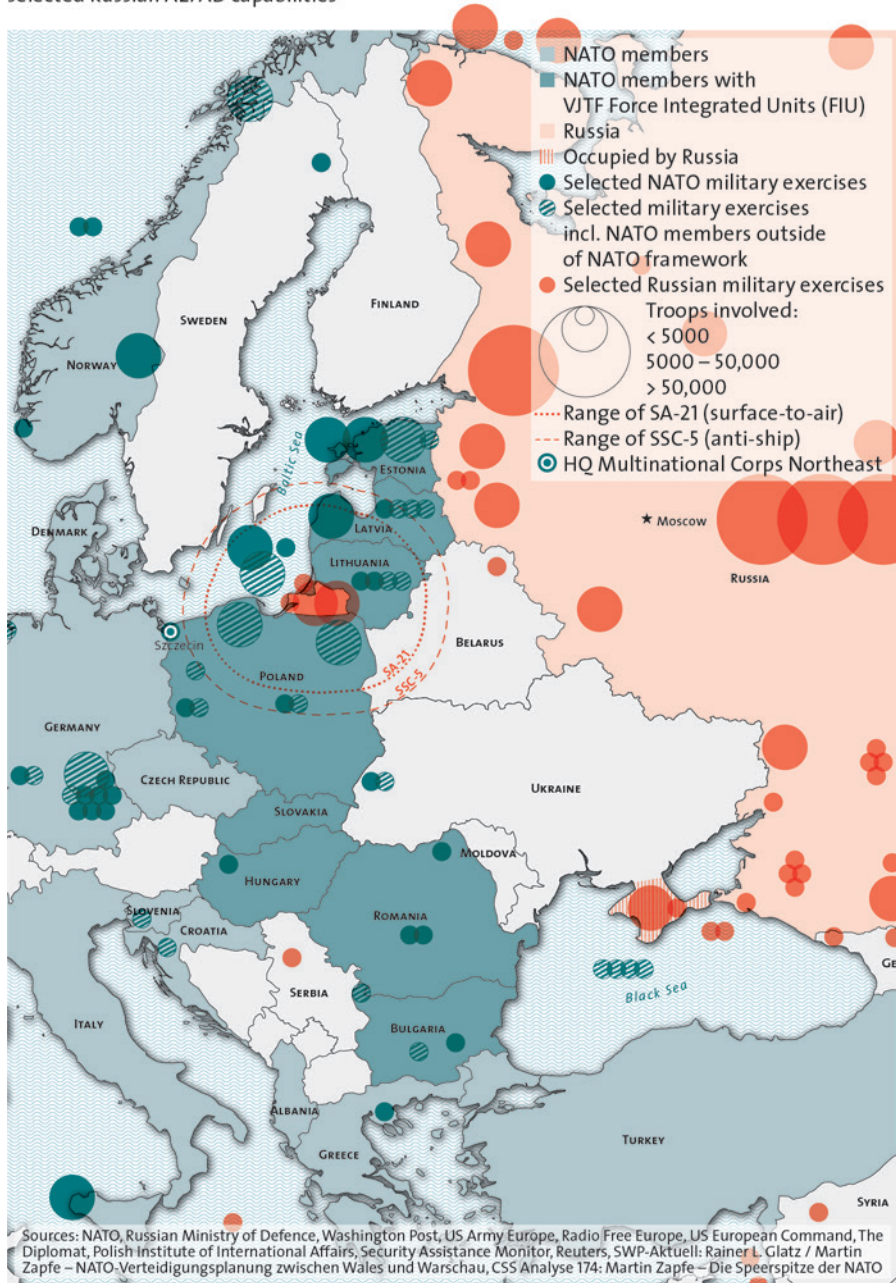 selected Russian A2/AD capabilities
NATO members
NATO members with
VJTF Force Integrated Units (FIU)
Russia
Occupied by Russia
Selected NATO military exercises
Selected military exercises
incl. NATO members outside
of NATO framework
Selected Russian military exercises
Troops involved:
< 5000
5000 – 50,000
> 50,000
Range of SA-21 (surface-to-air)
Range of SSC-5 (anti-ship)
HQ Multinational Corps Northeast
FINLAND
SWEDEN
NORWAY
Baltic Sea
ESTONIA
LATVIA
DENMARK
LITHUANIA
Moscow
RUSSIA
Szczecin
BELARUS
SA-21
SSC-5
POLAND
GERMANY
CZECH REPUBLIC
UKRAINE
SLOVAKIA
MOLDOVA
HUNGARY
SLOVENIA
CROATIA
ROMANIA
SERBIA
GE
Black Sea
ITALY
BULGARIA
ALBANIA
GREECE
TURKEY
SYRIA
Sources: NATO, Russian Ministry of Defence, Washington Post, US Army Europe, Radio Free Europe, US European Command, The
Diplomat, Polish Institute of International Affairs, Security Assistance Monitor, Reuters, SWP-Aktuell: Rainer L. Glatz / Martin
Zapfe – NATO-Verteidigungsplanung zwischen Wales und Warschau, CSS Analyse 174: Martin Zapfe – Die Speerspitze der NATO